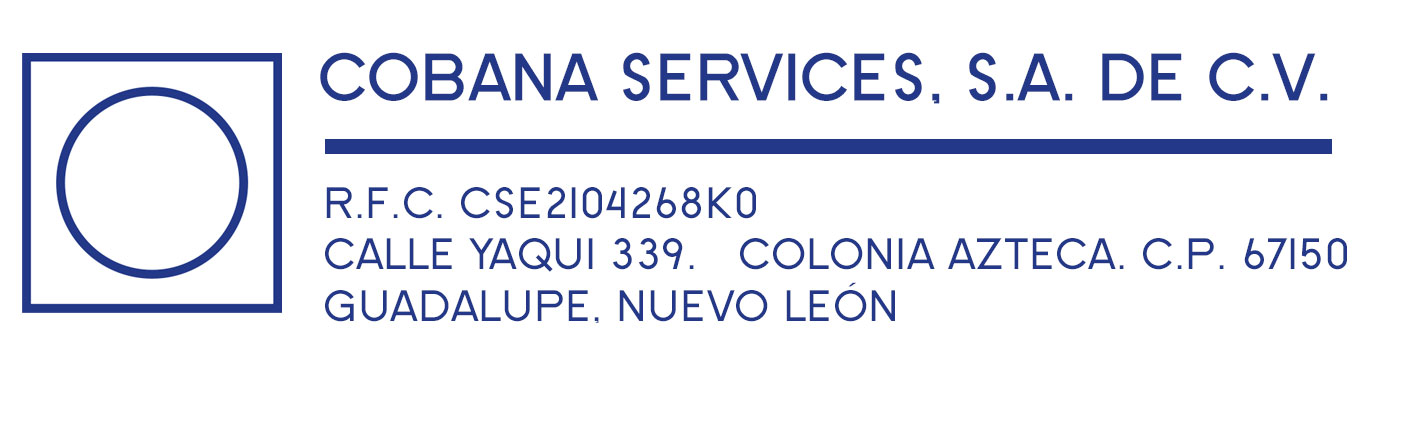 COBANA SERVICES, S.A. DE C.V.
R.F.C. CSE2104268K0
CALLE YAQUI 339. COLONIA AZTECA. C.P. 67150
GUADALUPE, NUEVO LEÓN